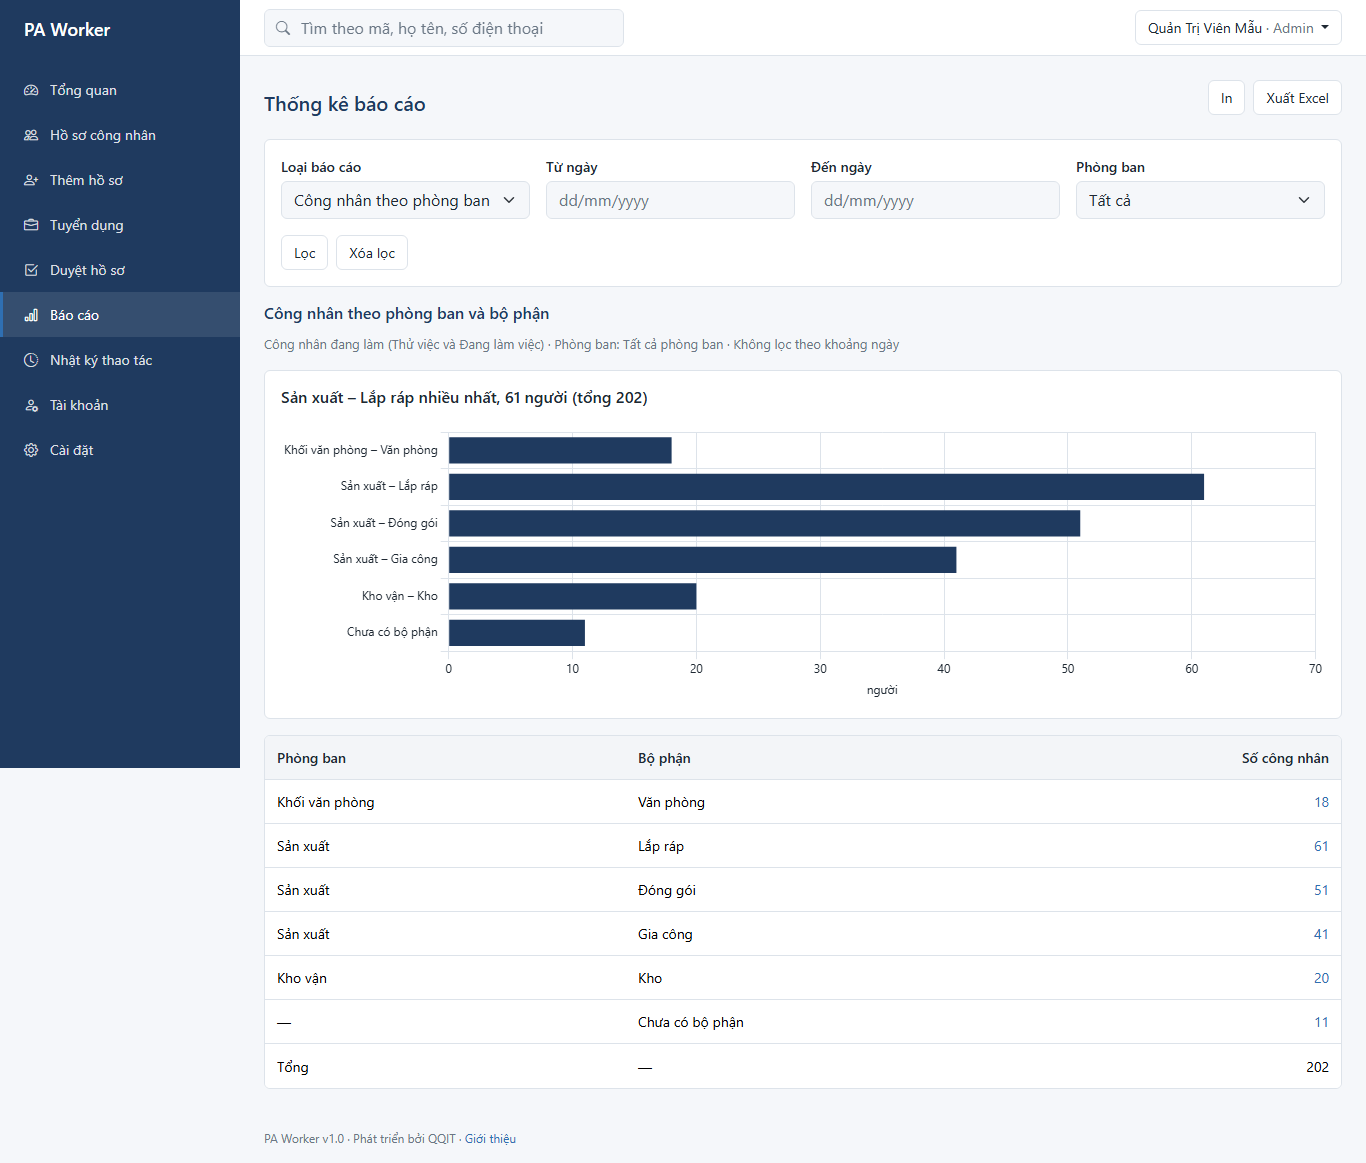 PA Worker
Tìm theo mã, họ tên, số điện thoại
Quản Trị Viên Mẫu · Admin
Tổng quan
Hồ sơ công nhân
Thêm hồ sơ
Tuyển dụng
Duyệt hồ sơ
Báo cáo
Nhật ký thao tác
Tài khoản
Cài đặt
Thống kê báo cáo
In
Xuất Excel
Loại báo cáo
Từ ngày
Đến ngày
Phòng ban
Công nhân theo phòng ban
dd/mm/yyyy
dd/mm/yyyy
Tất cả
Lọc
Xóa lọc
Công nhân theo phòng ban và bộ phận
Công nhân đang làm (Thử việc và Đang làm việc) · Phòng ban: Tất cả phòng ban · Không lọc theo khoảng ngày
Sản xuất – Lắp ráp nhiều nhất, 61 người (tổng 202)
Khối văn phòng – Văn phòng
Sản xuất – Lắp ráp
Sản xuất – Đóng gói
Sản xuất – Gia công
Kho vận – Kho
Chưa có bộ phận
0 10 20 30 40 50 60 70
người
Phòng ban Bộ phận Số công nhân
Khối văn phòng Văn phòng 18
Sản xuất Lắp ráp 61
Sản xuất Đóng gói 51
Sản xuất Gia công 41
Kho vận Kho 20
— Chưa có bộ phận 11
Tổng — 202
PA Worker v1.0 · Phát triển bởi QQIT · Giới thiệu